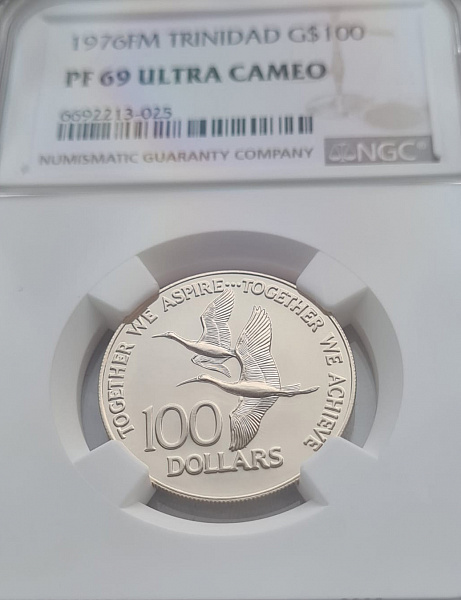 1976FM TRINIDAD G$100
PF 69 ULTRA CAMEO
6692213-025
NUMISMATIC GUARANTY COMPANY
NGC
TOGETHER WE ASPIRE...TOGETHER WE ACHIEVE
100
DOLLARS